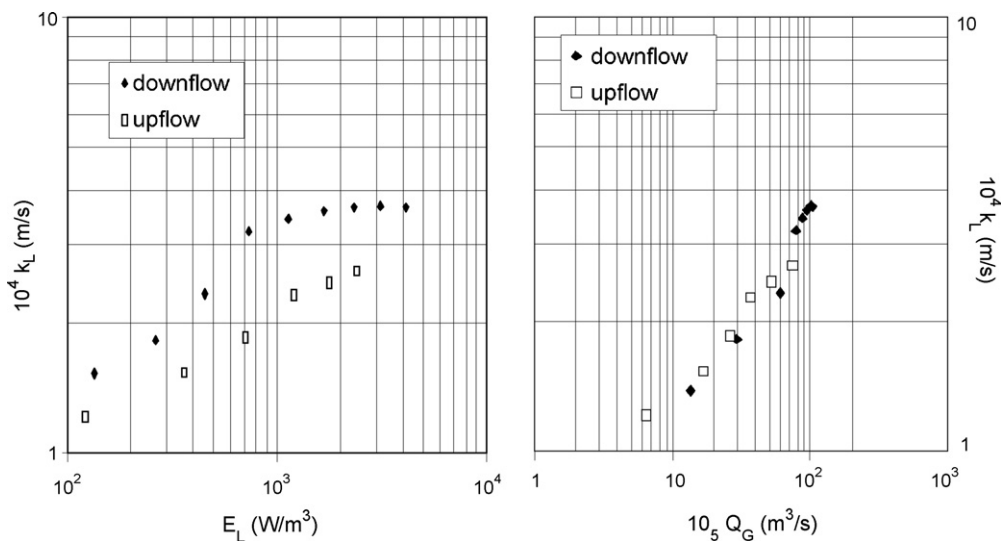 10
downflow
upflow
10⁴ k_L (m/s)
1
10² 10³ 10⁴
E_L (W/m³)
10
downflow
upflow
10⁴ k_L (m/s)
1
1 10 10² 10³
10₅ Q_G (m³/s)